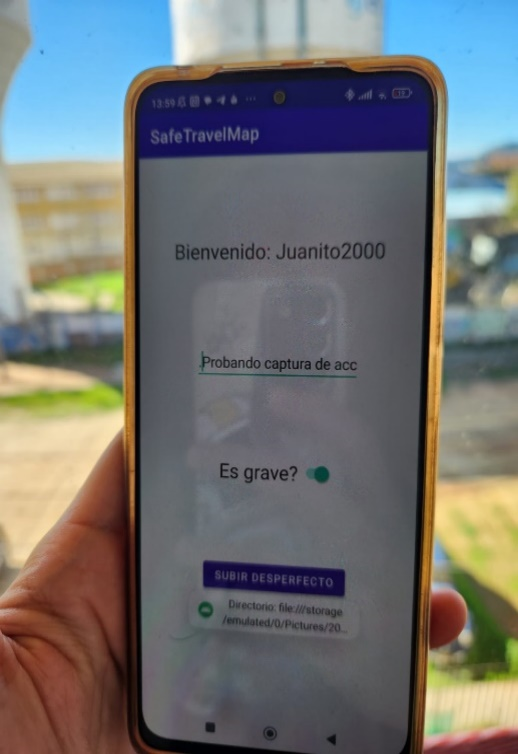 13:59
SafeTravelMap
Bienvenido: Juanito2000
Probando captura de acc
Es grave?
SUBIR DESPERFECTO
Directorio: file:///storage
/emulated/0/Pictures/20...